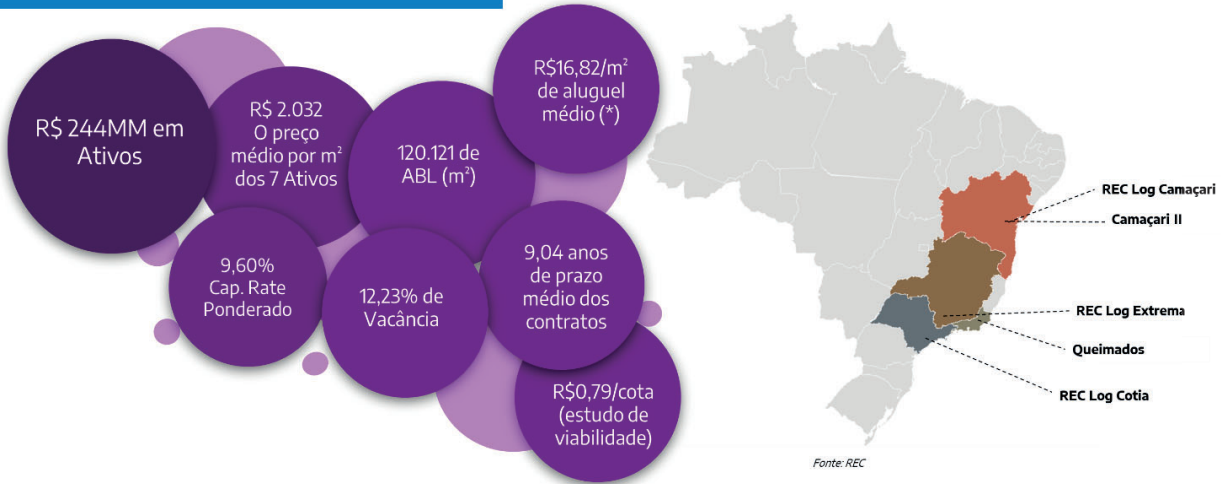 R$ 244MM em
Ativos
R$ 2.032
O preço
médio por m²
dos 7 Ativos
120.121 de
ABL (m²)
R$16,82/m²
de aluguel
médio (*)
9,60%
Cap. Rate
Ponderado
12,23% de
Vacância
9,04 anos
de prazo
médio dos
contratos
R$0,79/cota
(estudo de
viabilidade)
REC Log Camaçari
Camaçari II
REC Log Extrema
Queimados
REC Log Cotia
Fonte: REC